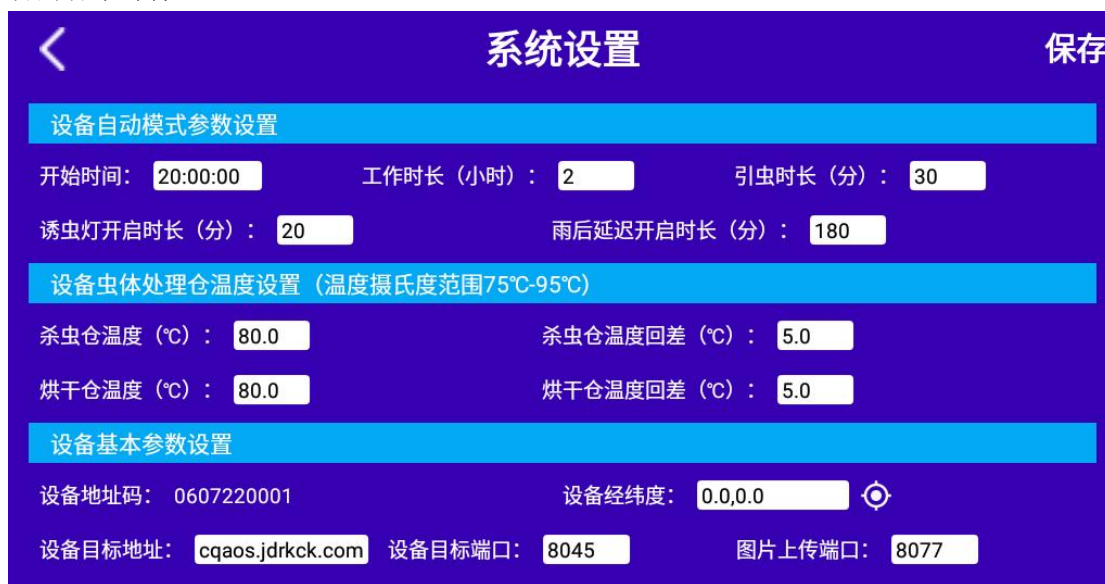 系统设置 保存
设备自动模式参数设置
开始时间： 20:00:00 工作时长（小时）： 2 引虫时长（分）： 30
诱虫灯开启时长（分）： 20 雨后延迟开启时长（分）： 180
设备虫体处理仓温度设置（温度摄氏度范围75℃-95℃)
杀虫仓温度（℃）： 80.0 杀虫仓温度回差（℃）： 5.0
烘干仓温度（℃）： 80.0 烘干仓温度回差（℃）： 5.0
设备基本参数设置
设备地址码： 0607220001 设备经纬度： 0.0,0.0
设备目标地址： cqaos.jdrkck.com 设备目标端口： 8045 图片上传端口： 8077